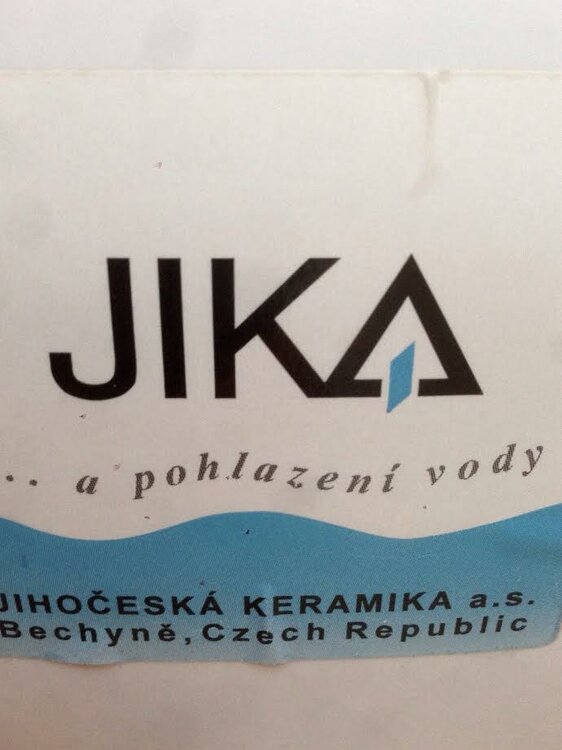 JIKA
.. a pohlazení vody
JIHOČESKÁ KERAMIKA a.s.
Bechyně, Czech Republic